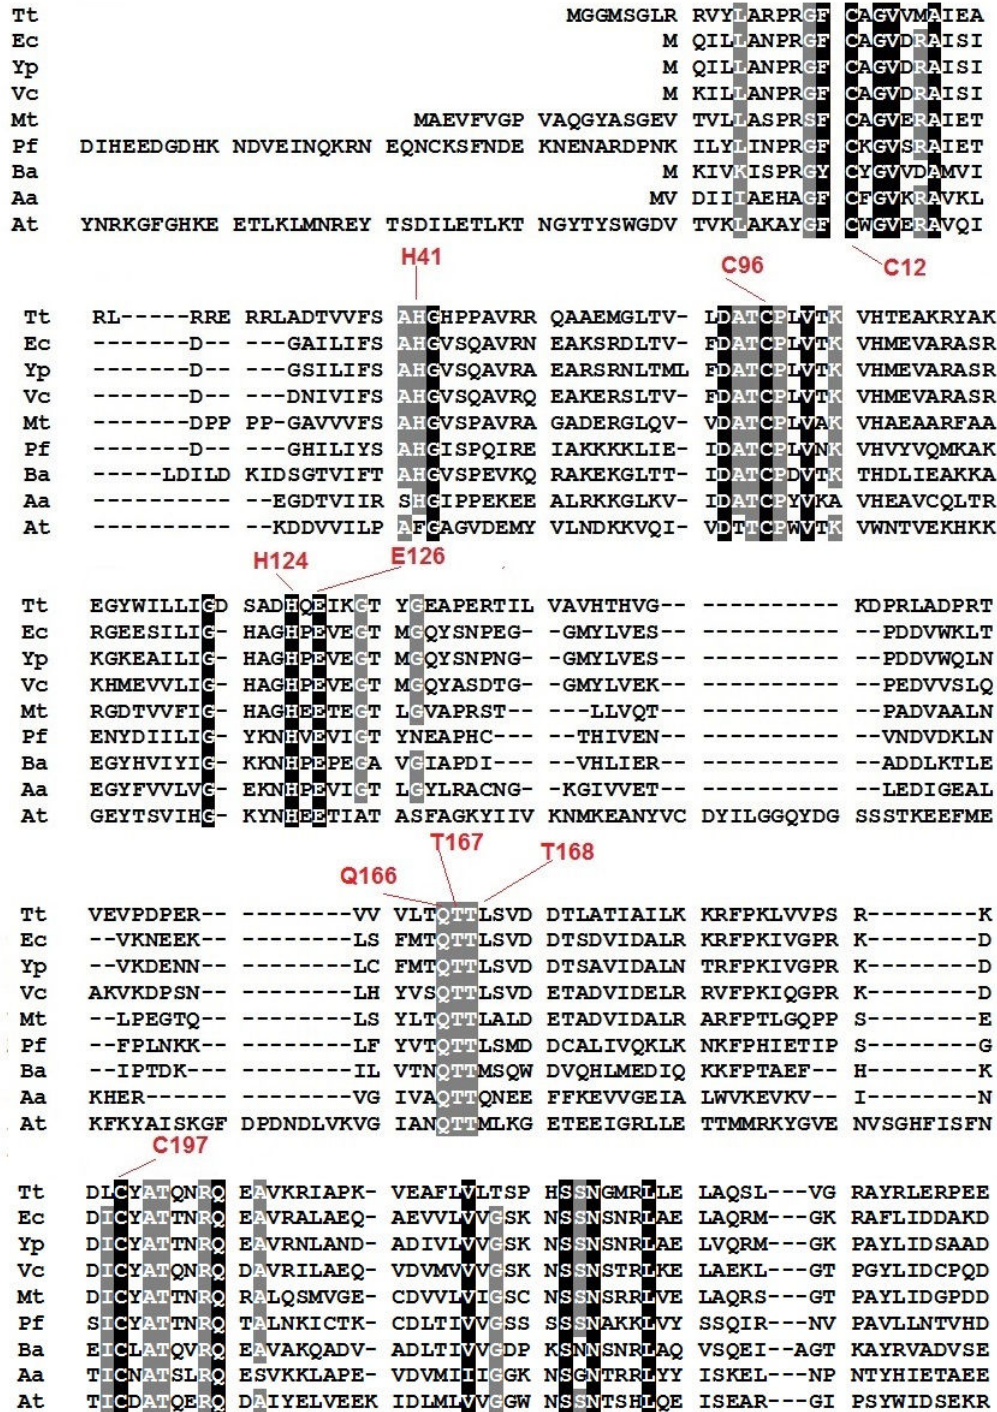 Tt MGGMSGLR RVYLARPRGF CAGVVMAIEA
Ec M QILLANPRGF CAGVDRAISI
Yp M QILLANPRGF CAGVDRAISI
Vc M KILLANPRGF CAGVDRAISI
Mt MAEVFVGP VAQGYASGEV TVLLASPRSF CAGVERAIET
Pf DIHEEDGDHK NDVEINQKRN EQNCKSFNDE KNENARDPNK ILYLINPRGF CKGVSRAIET
Ba M KIVKISPRGY CYGVVDAMVI
Aa MV DIIIAEHAGF CFGVKRAVKL
At YNRKGFGHKE ETLKLMNREY TSDILETLKT NGYTYSWGDV TVKLAKAYGF CWGVERAVQI
H41 C96 C12
Tt RL-----RRE RRLADTVVFS AHGHPPAVRR QAAEMGLTV- LDATCPLVTK VHTEAKRYAK
Ec -------D-- ----GAILIFS AHGVSQAVRN EAKSRDLTV- FDATCPLVTK VHMEVARASR
Yp -------D-- ----GSILIFS AHGVSQAVRA EARSRNLTML FDATCPLVTK VHMEVARASR
Vc -------D-- ----DNVIVFS AHGVSQAVRQ EAKERSLTV- FDATCPLVTK VHMEVARASR
Mt -------DPP PP-GAVVVFS AHGVSPAVRA GADERGLQV- VDATCPLVAK VHAEAARFAA
Pf -------D-- ----GHILIYS AHGISPQIRE IAKKKKLIE- IDATCPLVNK VHVYVQMKAK
Ba -----LDILD KIDSGTVIFT AHGVSPEVKQ RAKEKGLTT- IDATCPDVTK THDLIEAKKA
Aa ---------- ---EGDTVIIR SHGIPPEKEE ALRKKGLKV- IDATCPYVKA VHEAVCQLTR
At ---------- ---KDDVVILP AFGAGVDEMY VLNDKKVQI- VDTTCPWVTK VWNTVEKHKK
H124 E126
Tt EGYWILLIGD SADHQEIKGT YGEAPERTIL VAVHTHVG-- ---------- KDPRLADPRT
Ec RGEESILIG- HAGHPEVEGT MGQYSNPEG- -GMYLVES-- ---------- --PDDVWKLT
Yp KGKEAILIG- HAGHPEVEGT MGQYSNPNG- -GMYLVES-- ---------- --PDDVWQLN
Vc KHMEVVLIG- HAGHPEVEGT MGQYASDTG- -GMYLVEK-- ---------- --PEDVVSLQ
Mt RGDTVVFIG- HAGHEETEGT LGVAPRST-- ---LLVQT-- ---------- --PADVAALN
Pf ENYDIILIG- YKNHVEVIGT YNEAPHC--- --THIVEN-- ---------- --VNDVDKLN
Ba EGYHVIYIG- KKNHPEPEGA VGIAPDI--- --VHLIER-- ---------- --ADDLKTLE
Aa EGYFVVLVG- EKNHPEVIGT LGYLRACNG- -KGIVVET-- ---------- --LEDIGEAL
At GEYTSVIHG- KYNHEETIAT ASFAGKYIIV KNMKEANYVC DYILGGQYDG SSSTKEEFME
T167
Q166 T168
Tt VEVPDPER-- ---------VV VLTQTTLSVD DTLATIAILK KRFPKLVVPS R--------K
Ec --VKNEEK-- ---------LS FMTQTTLSVD DTSDVIDALR KRFPKIVGPR K--------D
Yp --VKDENN-- ---------LC FMTQTTLSVD DTSAVIDALN TRFPKIVGPR K--------D
Vc AKVKDPSN-- ---------LH YVSQTTLSVD ETADVIDELR RVFPKIQGPR K--------D
Mt --LPEGTQ-- ---------LS YLTQTTLALD ETADVIDALR ARFPTLGQPP S--------E
Pf --FPLNKK-- ---------LF YVTQTTLSMD DCALIVQKLK NKFPHIETIP S--------G
Ba --IPTDK--- ---------IL VTNQTTMSQW DVQHLMEDIQ KKFPTAEF-- H--------K
Aa KHER------ ---------VG IVAQTTQNEE FFKEVVGEIA LWVKEVKV-- I--------N
At KFKYAISKGF DPDNDLVKVG IANQTTMLKG ETEEIGRLLE TTMMRKYGVE NVSGHFISFN
C197
Tt DLCYATQNRQ EAVKRIAPK- VEAFLVLTSP HSSNGMRLLE LAQSL---VG RAYRLERPEE
Ec DICYATTNRQ EAVRALAEQ- AEVVLVVGSK NSSNSNRLAE LAQRM---GK RAFLIDDAKD
Yp DICYATTNRQ EAVRNLAND- ADIVLVVGSK NSSNSNRLAE LVQRM---GK PAYLIDSAAD
Vc DICYATQNRQ DAVRILAEQ- VDVMVVVGSK NSSNSTRLKE LAEKL---GT PGYLIDCPQD
Mt DICYATTNRQ RALQSMVGE- CDVVLVIGSC NSSNSRRLVE LAQRS---GT PAYLIDGPDD
Pf SICYATTNRQ TALNKICTK- CDLTIVVGSS SSSNAKKLVY SSQIR---NV PAVLLNTVHD
Ba EICLATQVRQ EAVAKQADV- ADLTIVVGDP KSNNSNRLAQ VSQEI--AGT KAYRVADVSE
Aa TICNATSLRQ ESVKKLAPE- VDVMIIIGGK NSGNTRRLYY ISKEL---NP NTYHIETAEE
At TICDATQERQ DAIYELVEEK IDLMLVVGGW NSSNTSHLQE ISEAR---GI PSYWIDSEKR